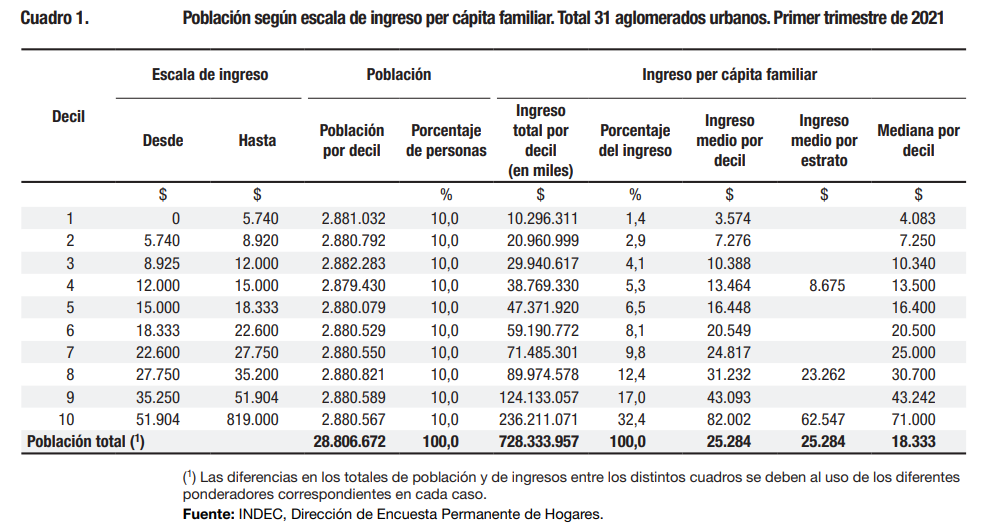 Cuadro 1. Población según escala de ingreso per cápita familiar. Total 31 aglomerados urbanos. Primer trimestre de 2021
Escala de ingreso Población Ingreso per cápita familiar
Decil Desde Hasta Población por decil Porcentaje de personas Ingreso total por decil (en miles) Porcentaje del ingreso Ingreso medio por decil Ingreso medio por estrato Mediana por decil
$ $ % $ % $ $ $
1 0 5.740 2.881.032 10,0 10.296.311 1,4 3.574 4.083
2 5.740 8.920 2.880.792 10,0 20.960.999 2,9 7.276 7.250
3 8.925 12.000 2.882.283 10,0 29.940.617 4,1 10.388 10.340
4 12.000 15.000 2.879.430 10,0 38.769.330 5,3 13.464 8.675 13.500
5 15.000 18.333 2.880.079 10,0 47.371.920 6,5 16.448 16.400
6 18.333 22.600 2.880.529 10,0 59.190.772 8,1 20.549 20.500
7 22.600 27.750 2.880.550 10,0 71.485.301 9,8 24.817 25.000
8 27.750 35.200 2.880.821 10,0 89.974.578 12,4 31.232 23.262 30.700
9 35.250 51.904 2.880.589 10,0 124.133.057 17,0 43.093 43.242
10 51.904 819.000 2.880.567 10,0 236.211.071 32,4 82.002 62.547 71.000
Población total (¹) 28.806.672 100,0 728.333.957 100,0 25.284 25.284 18.333
(¹) Las diferencias en los totales de población y de ingresos entre los distintos cuadros se deben al uso de los diferentes
ponderadores correspondientes en cada caso.
Fuente: INDEC, Dirección de Encuesta Permanente de Hogares.